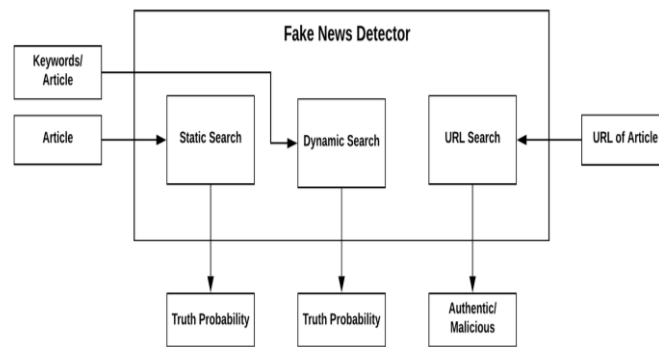 Fake News Detector
Keywords/
Article
Article
Static Search
Dynamic Search
URL Search
URL of Article
Truth Probability
Truth Probability
Authentic/
Malicious